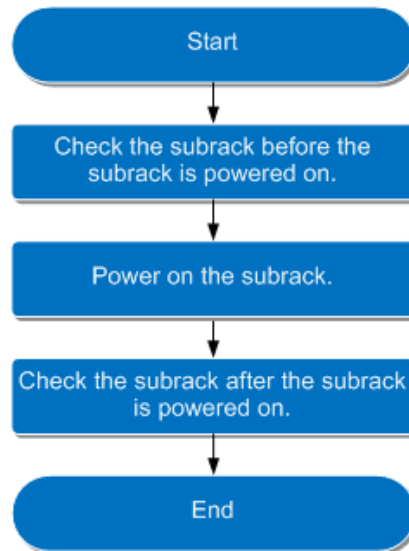 Start
Check the subrack before the
subrack is powered on.
Power on the subrack.
Check the subrack after the subrack
is powered on.
End